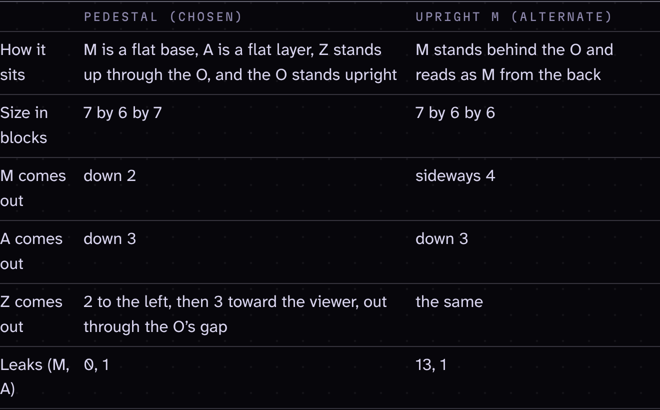 PEDESTAL (CHOSEN) UPRIGHT M (ALTERNATE)
How it sits M is a flat base, A is a flat layer, Z stands up through the O, and the O stands upright M stands behind the O and reads as M from the back
Size in blocks 7 by 6 by 7 7 by 6 by 6
M comes out down 2 sideways 4
A comes out down 3 down 3
Z comes out 2 to the left, then 3 toward the viewer, out through the O’s gap the same
Leaks (M, A) 0, 1 13, 1